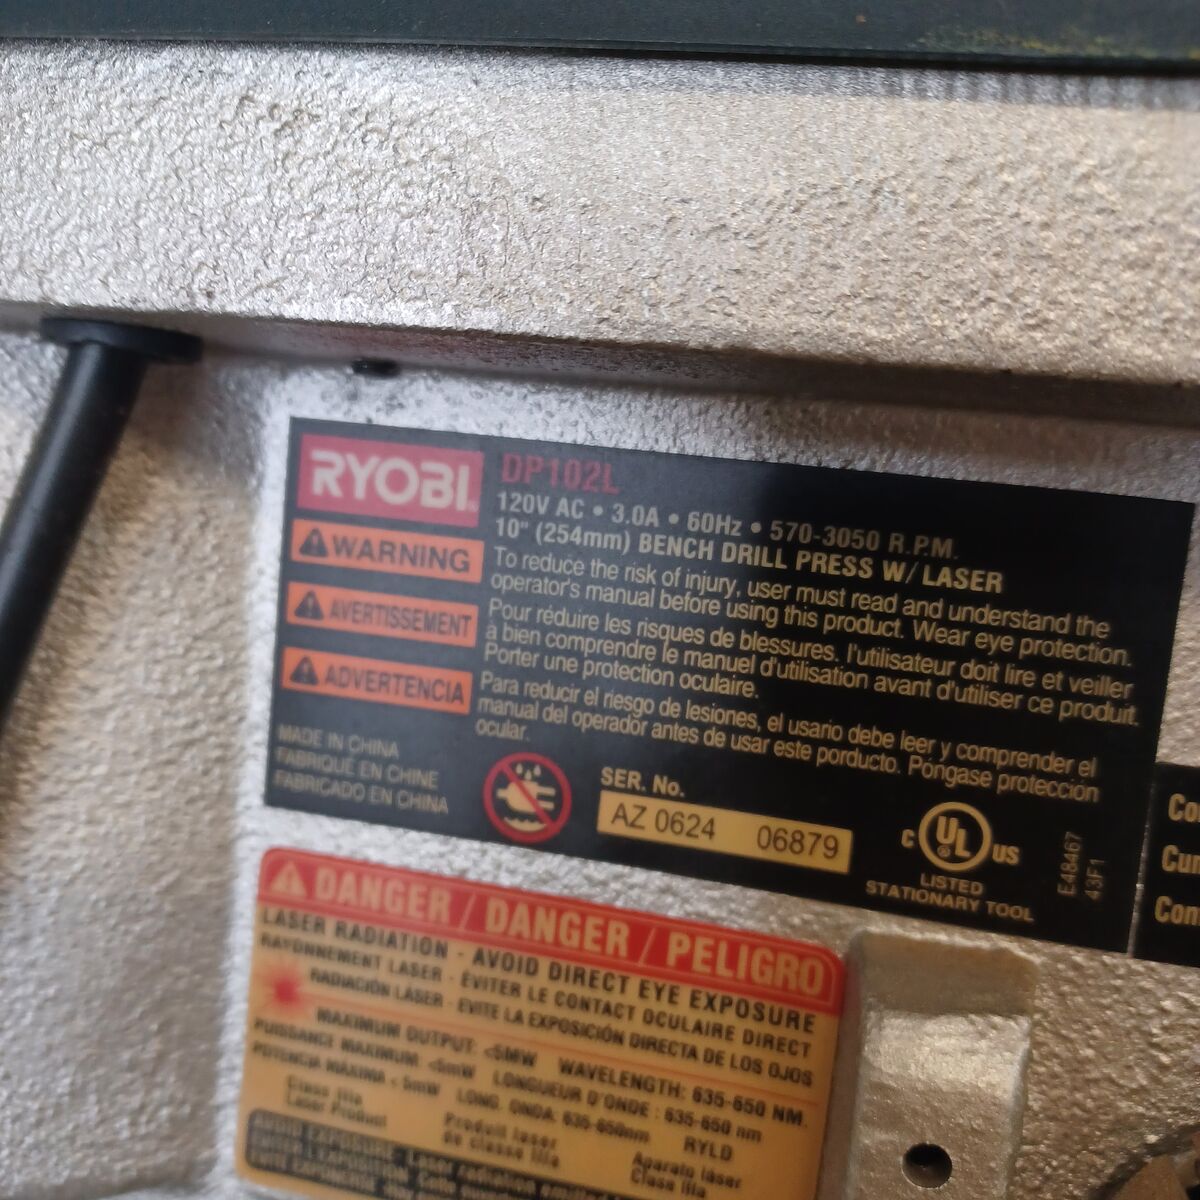 RYOBI
DP102L
120V AC • 3.0A • 60Hz • 570-3050 R.P.M.
10" (254mm) BENCH DRILL PRESS W/ LASER
WARNING
To reduce the risk of injury, user must read and understand the
operator's manual before using this product. Wear eye protection.
AVERTISSEMENT
Pour réduire les risques de blessures. l'utilisateur doit lire et veiller
à bien comprendre le manuel d'utilisation avant d'utiliser ce produit.
Porter une protection oculaire.
ADVERTENCIA
Para reducir el riesgo de lesiones, el usario debe leer y comprender el
manual del operador antes de usar este porducto. Póngase protección
ocular.
MADE IN CHINA
FABRIQUÉ EN CHINE
FABRICADO EN CHINA
SER. No.
AZ 0624 06879
C UL US
LISTED
STATIONARY TOOL
E48467
43F1
Co
Cu
Con
DANGER / DANGER / PELIGRO
LASER RADIATION - AVOID DIRECT EYE EXPOSURE
RAYONNEMENT LASER - ÉVITER LE CONTACT OCULAIRE DIRECT
RADIACIÓN LÁSER - EVITE LA EXPOSICIÓN DIRECTA DE LOS OJOS
MAXIMUM OUTPUT: <5MW WAVELENGTH: 635-650 NM.
PUISSANCE MAXIMUM <5mW LONGUEUR D'ONDE : 635-650 nm
POTENCIA MÁXIMA < 5mW LONG. ONDA: 635-650nm RYLD
Class IIIa Produit laser Aparato láser
Laser Product de classe IIIa Clase IIIa
AVOID EXPOSURE- Laser radiation emitted